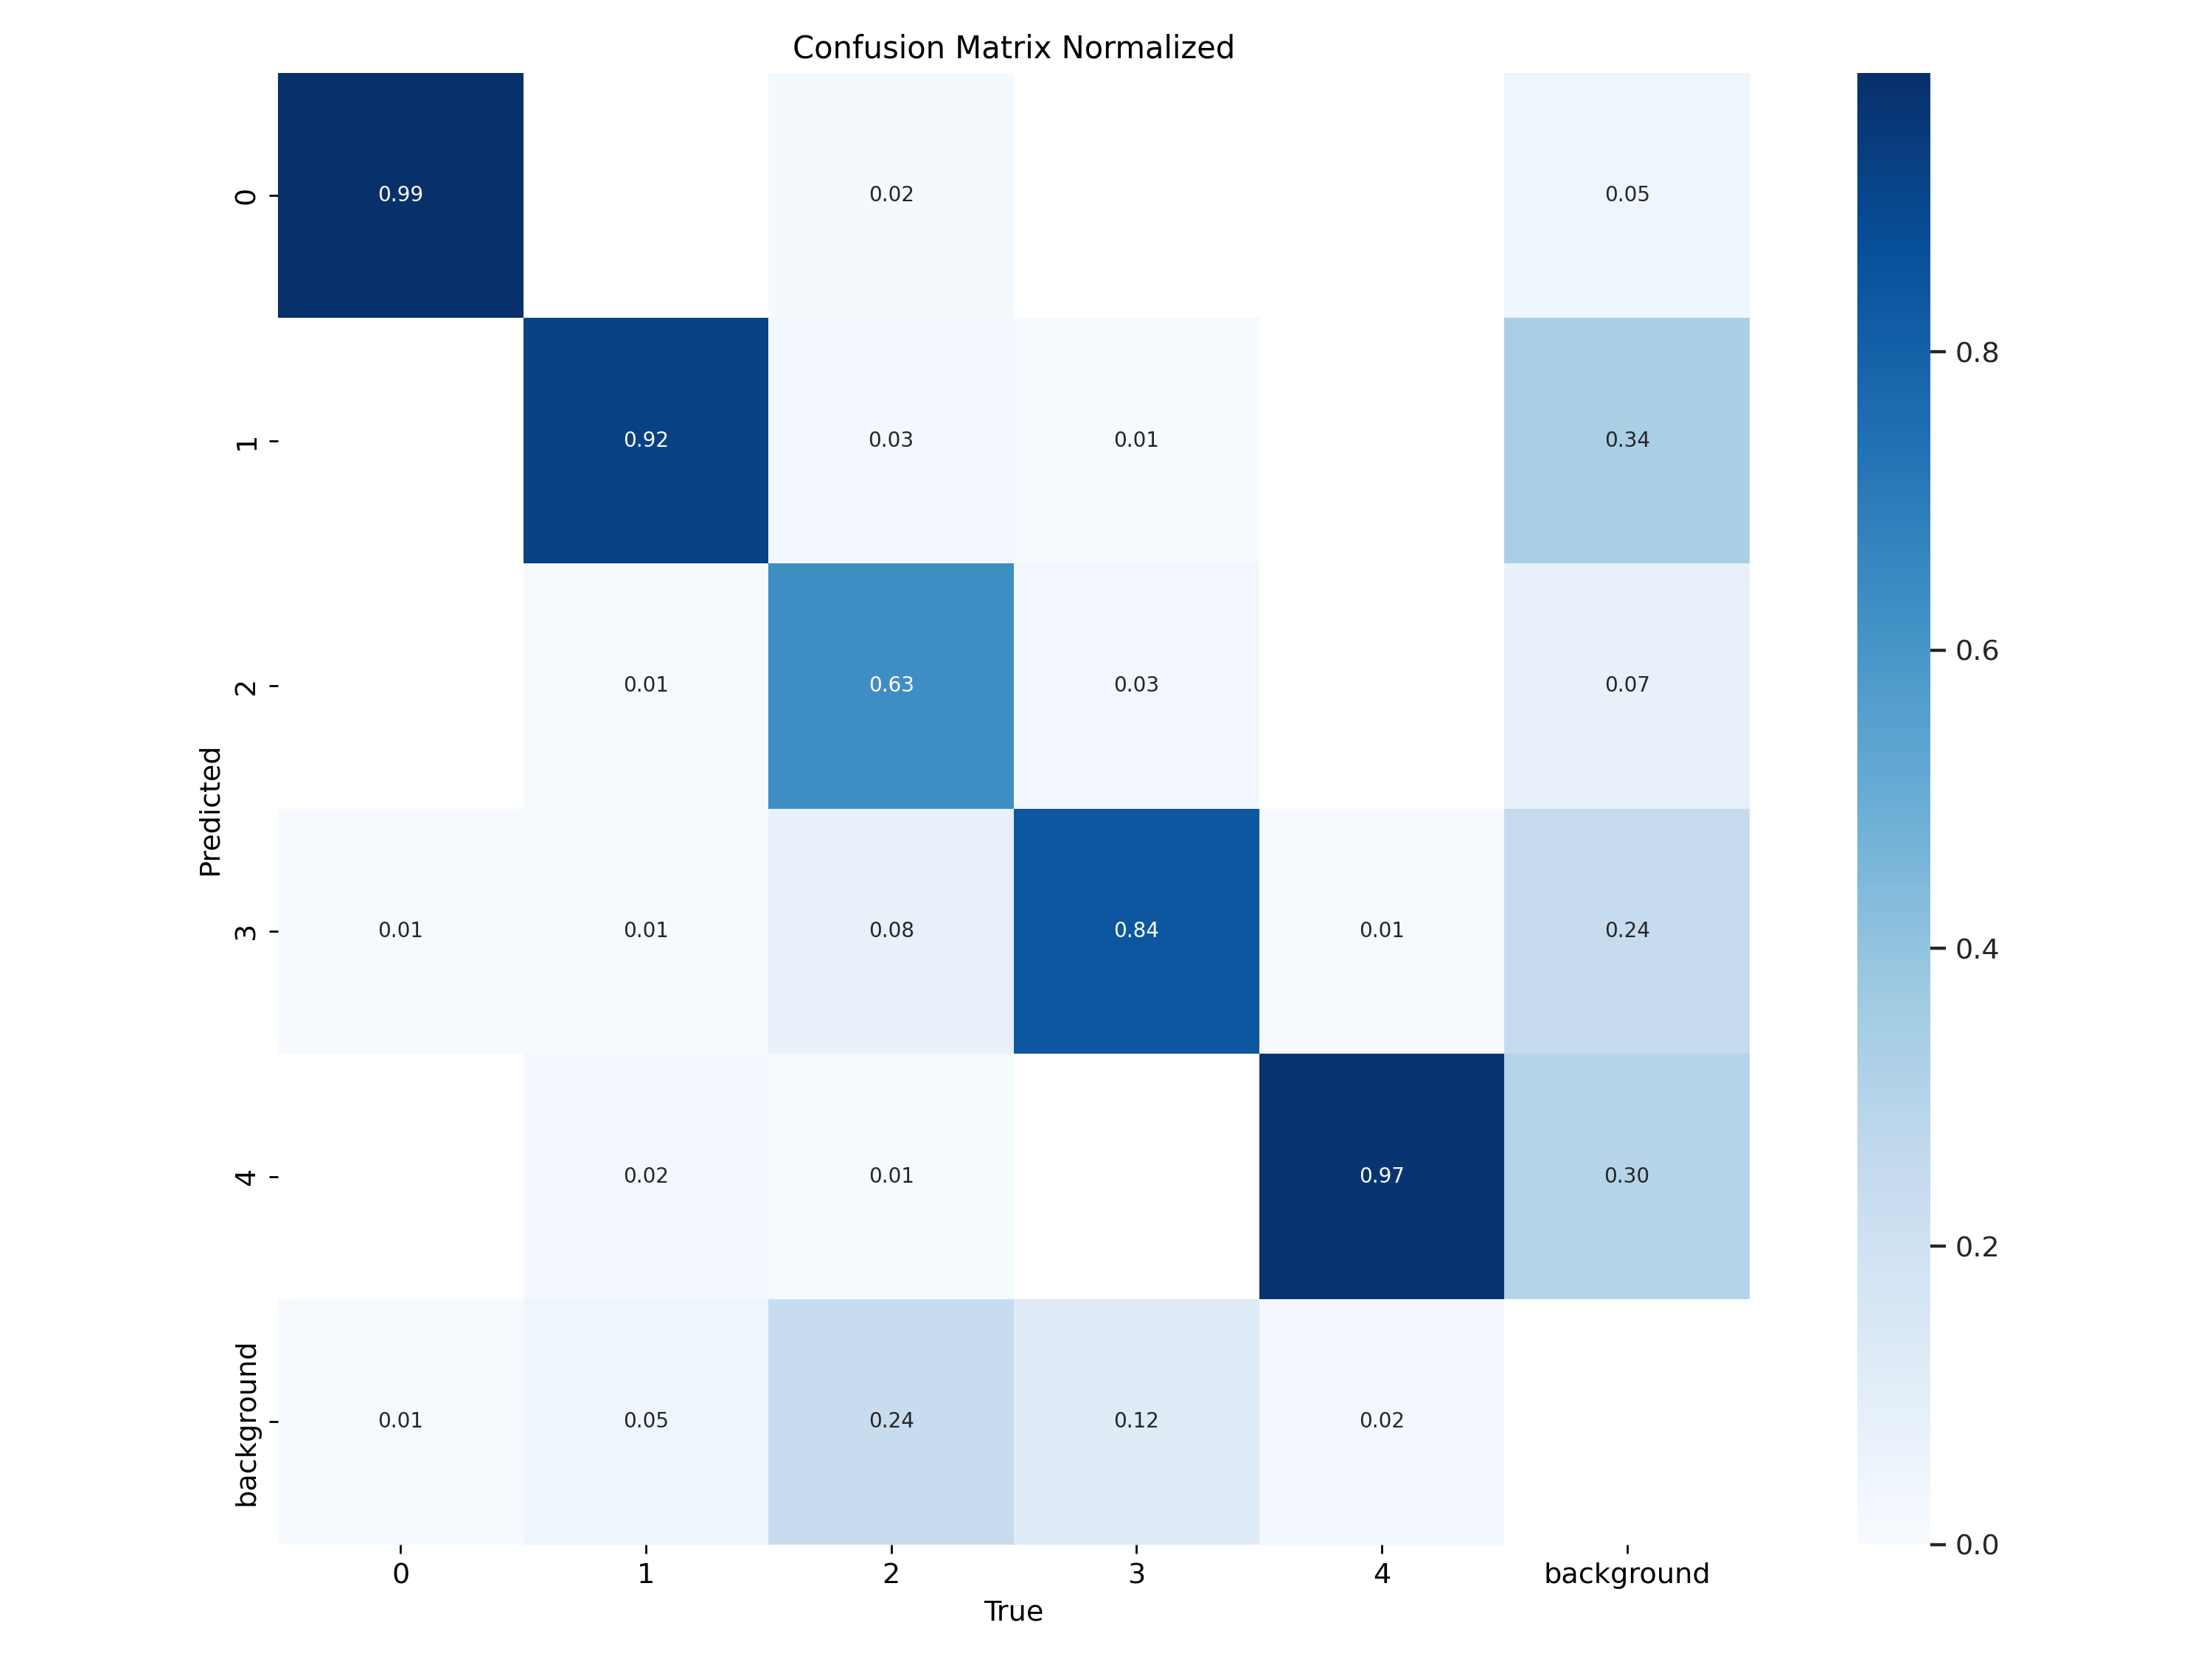 Confusion Matrix Normalized
0 0.99 0.02 0.05
1 0.92 0.03 0.01 0.34
2 0.01 0.63 0.03 0.07
3 0.01 0.01 0.08 0.84 0.01 0.24
4 0.02 0.01 0.97 0.30
background 0.01 0.05 0.24 0.12 0.02
0 1 2 3 4 background
True
Predicted
0.8
0.6
0.4
0.2
0.0